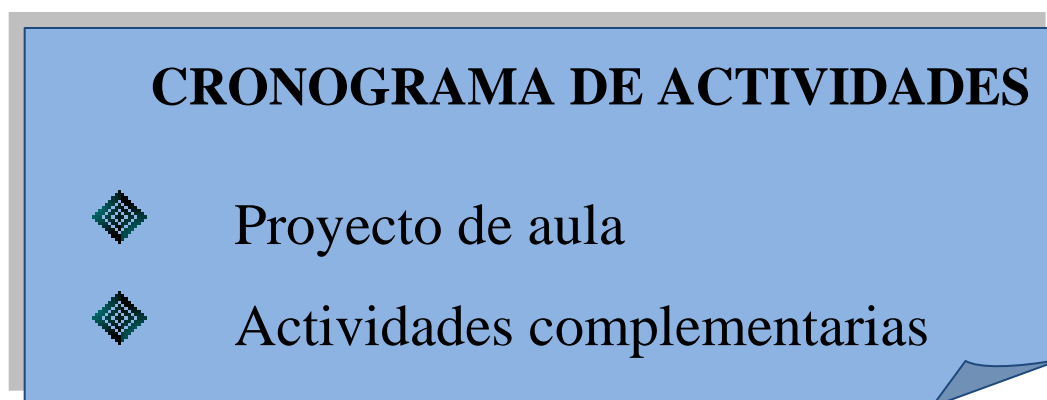 CRONOGRAMA DE ACTIVIDADES
Proyecto de aula
Actividades complementarias